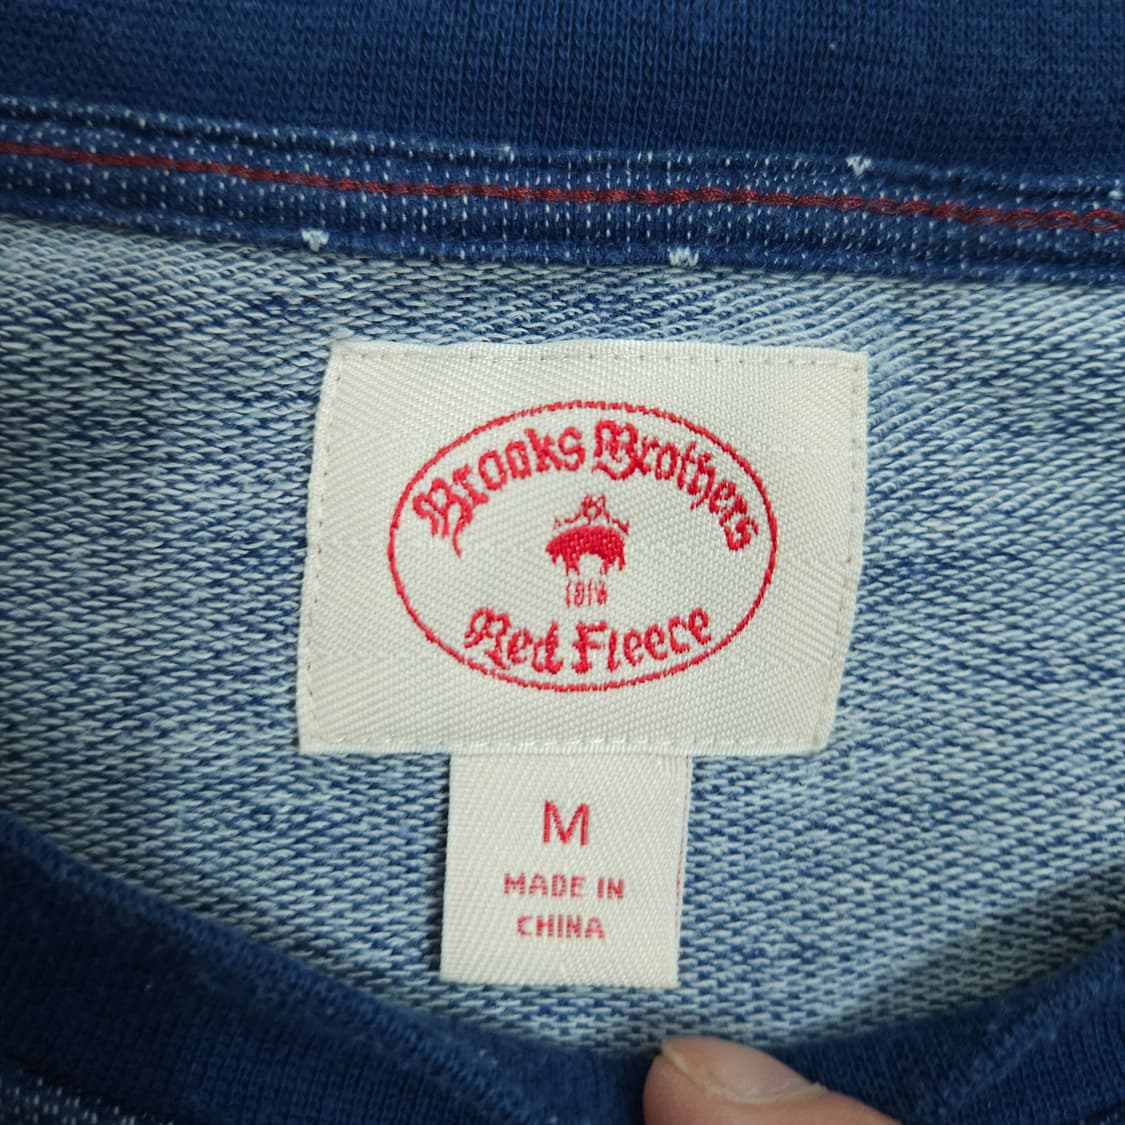 Brooks Brothers
1818
Red Fleece
M
MADE IN
CHINA